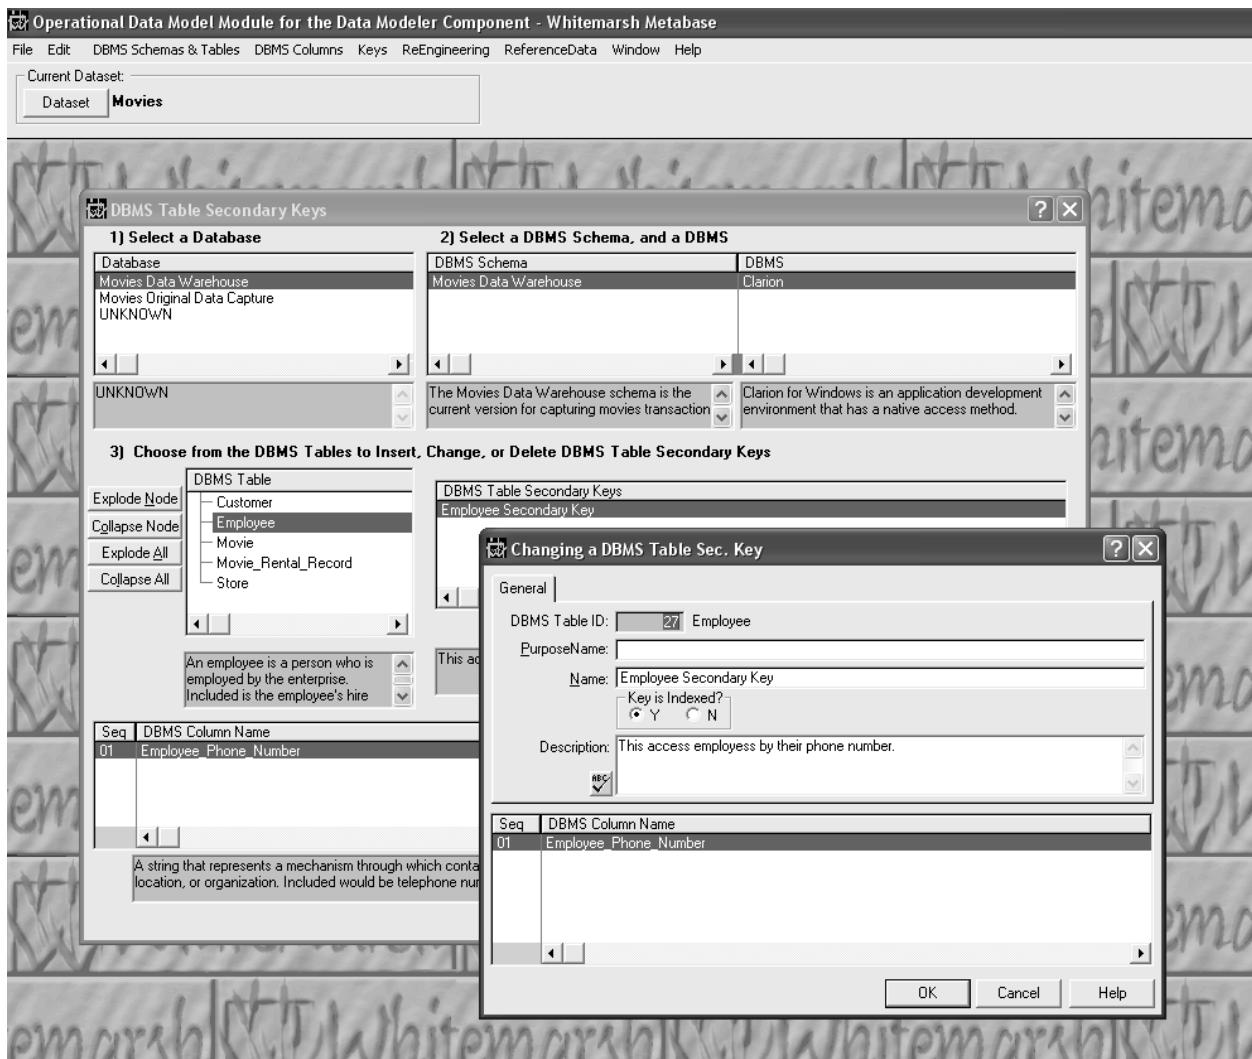 Operational Data Model Module for the Data Modeler Component - Whitemarsh Metabase
File Edit DBMS Schemas & Tables DBMS Columns Keys ReEngineering ReferenceData Window Help
Current Dataset:
Dataset Movies
DBMS Table Secondary Keys
1) Select a Database 2) Select a DBMS Schema, and a DBMS
Database DBMS Schema DBMS
Movies Data Warehouse Movies Data Warehouse Clarion
Movies Original Data Capture
UNKNOWN
UNKNOWN
The Movies Data Warehouse schema is the
current version for capturing movies transaction
Clarion for Windows is an application development
environment that has a native access method.
3) Choose from the DBMS Tables to Insert, Change, or Delete DBMS Table Secondary Keys
Explode Node
Collapse Node
Explode All
Collapse All
DBMS Table
Customer
Employee
Movie
Movie_Rental_Record
Store
DBMS Table Secondary Keys
Employee Secondary Key
An employee is a person who is
employed by the enterprise.
Included is the employee's hire
This
Seq DBMS Column Name
01 Employee_Phone_Number
A string that represents a mechanism through which
location, or organization. Included would be telephone
Changing a DBMS Table Sec. Key
General
DBMS Table ID: 27 Employee
PurposeName:
Name: Employee Secondary Key
Key is Indexed?
Y N
Description: This access employess by their phone number.
ABC
Seq DBMS Column Name
01 Employee_Phone_Number
OK Cancel Help
Whitemarsh